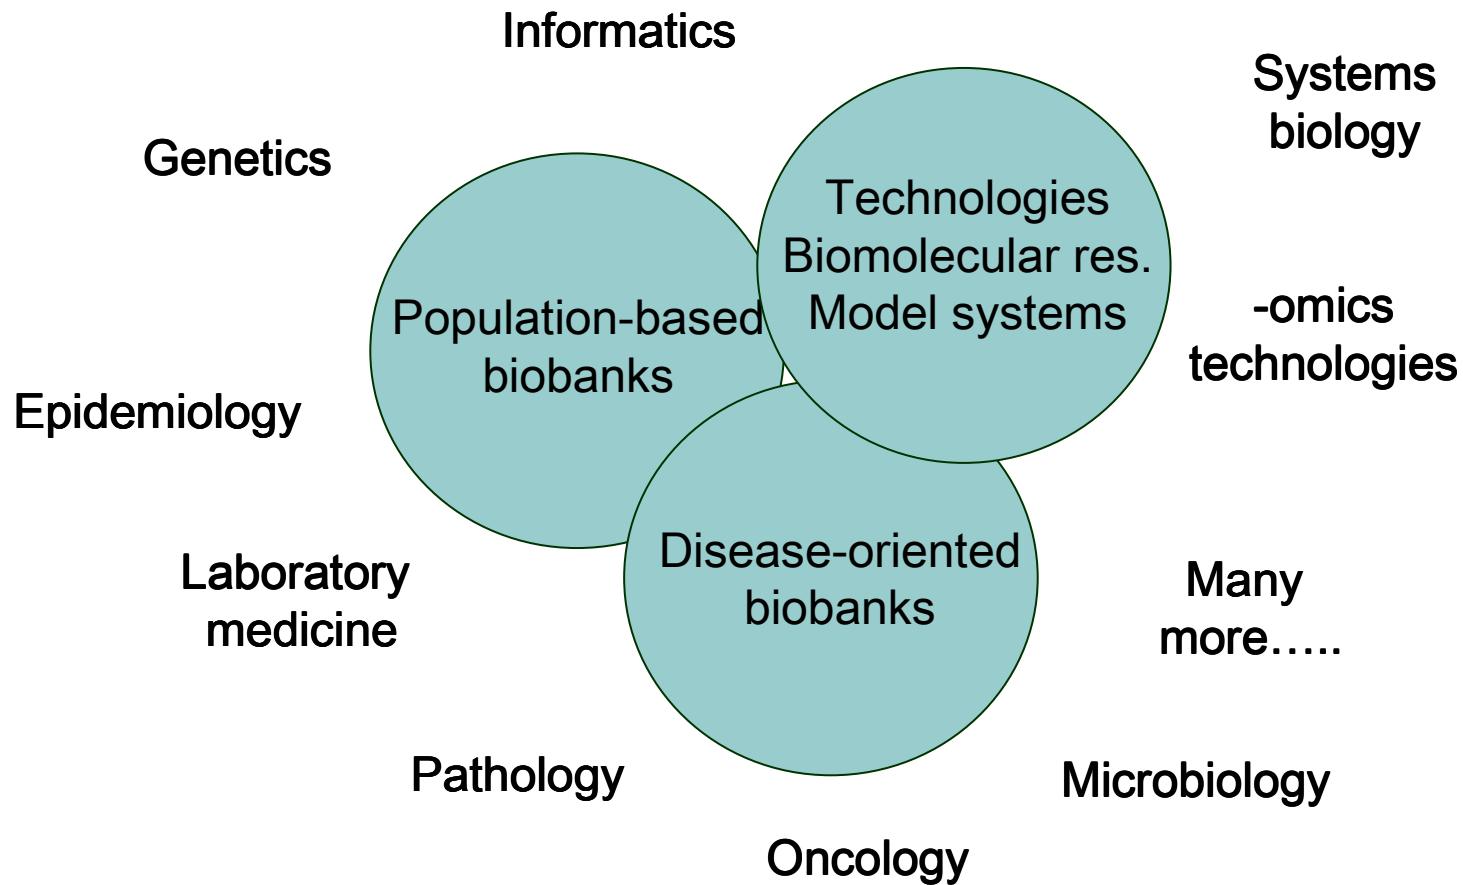 Informatics
Systems
biology
Genetics
Technologies
Biomolecular res.
Model systems
Population-based
biobanks
-omics
technologies
Epidemiology
Disease-oriented
biobanks
Laboratory
medicine
Many
more…..
Pathology
Microbiology
Oncology